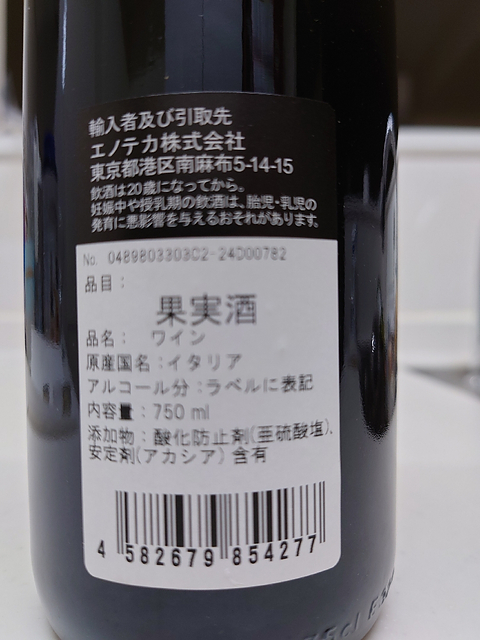 輸入者及び引取先
エノテカ株式会社
東京都港区南麻布5-14-15
飲酒は20歳になってから。
妊娠中や授乳期の飲酒は、胎児・乳児の
発育に悪影響を与えるおそれがあります。
No. 0489803303C2-24D00782
品目：
果実酒
品名： ワイン
原産国名：イタリア
アルコール分：ラベルに表記
内容量：750 ml
添加物：酸化防止剤(亜硫酸塩)、
安定剤(アカシア)含有
4 582679 854277